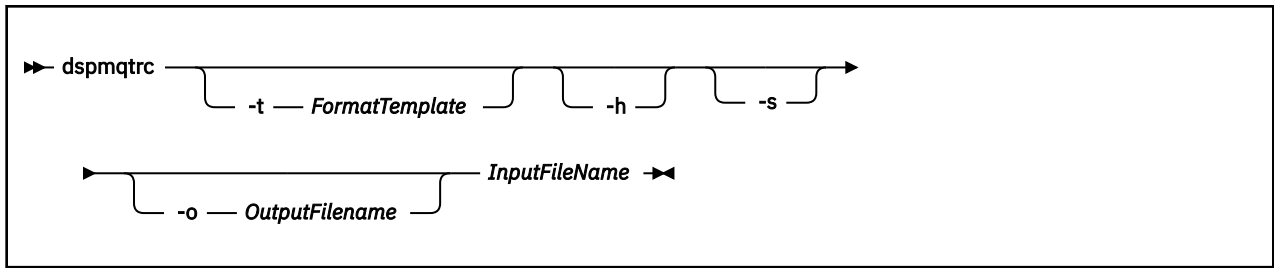 dspmqtrc
-t FormatTemplate -h -s
InputFileName
-o OutputFilename